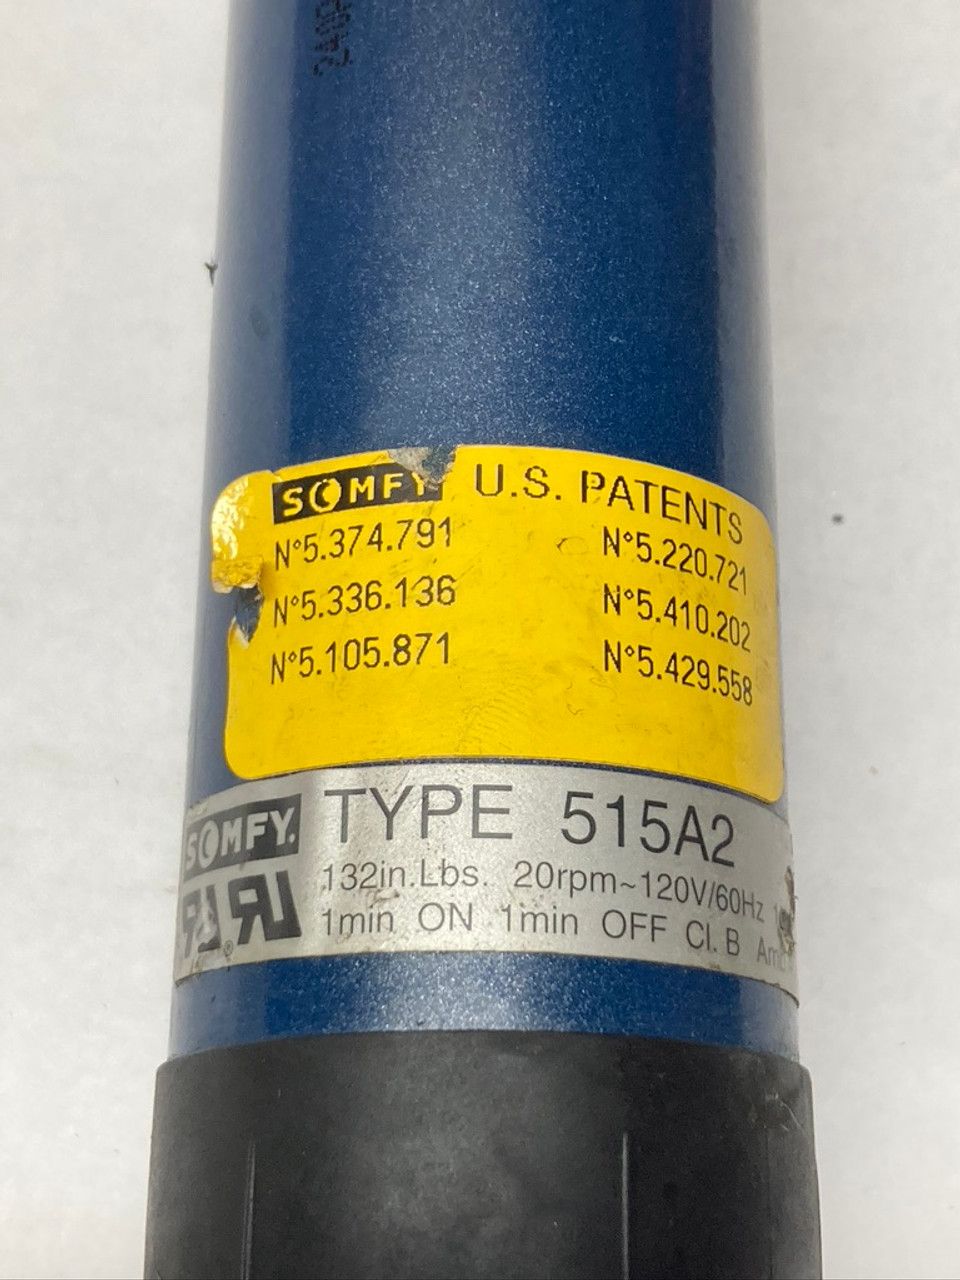 SOMFY U.S. PATENTS
N°5.374.791 N°5.220.721
N°5.336.136 N°5.410.202
N°5.105.871 N°5.429.558
SOMFY. TYPE 515A2
132in.Lbs. 20rpm~120V/60Hz
1min ON 1min OFF Cl. B